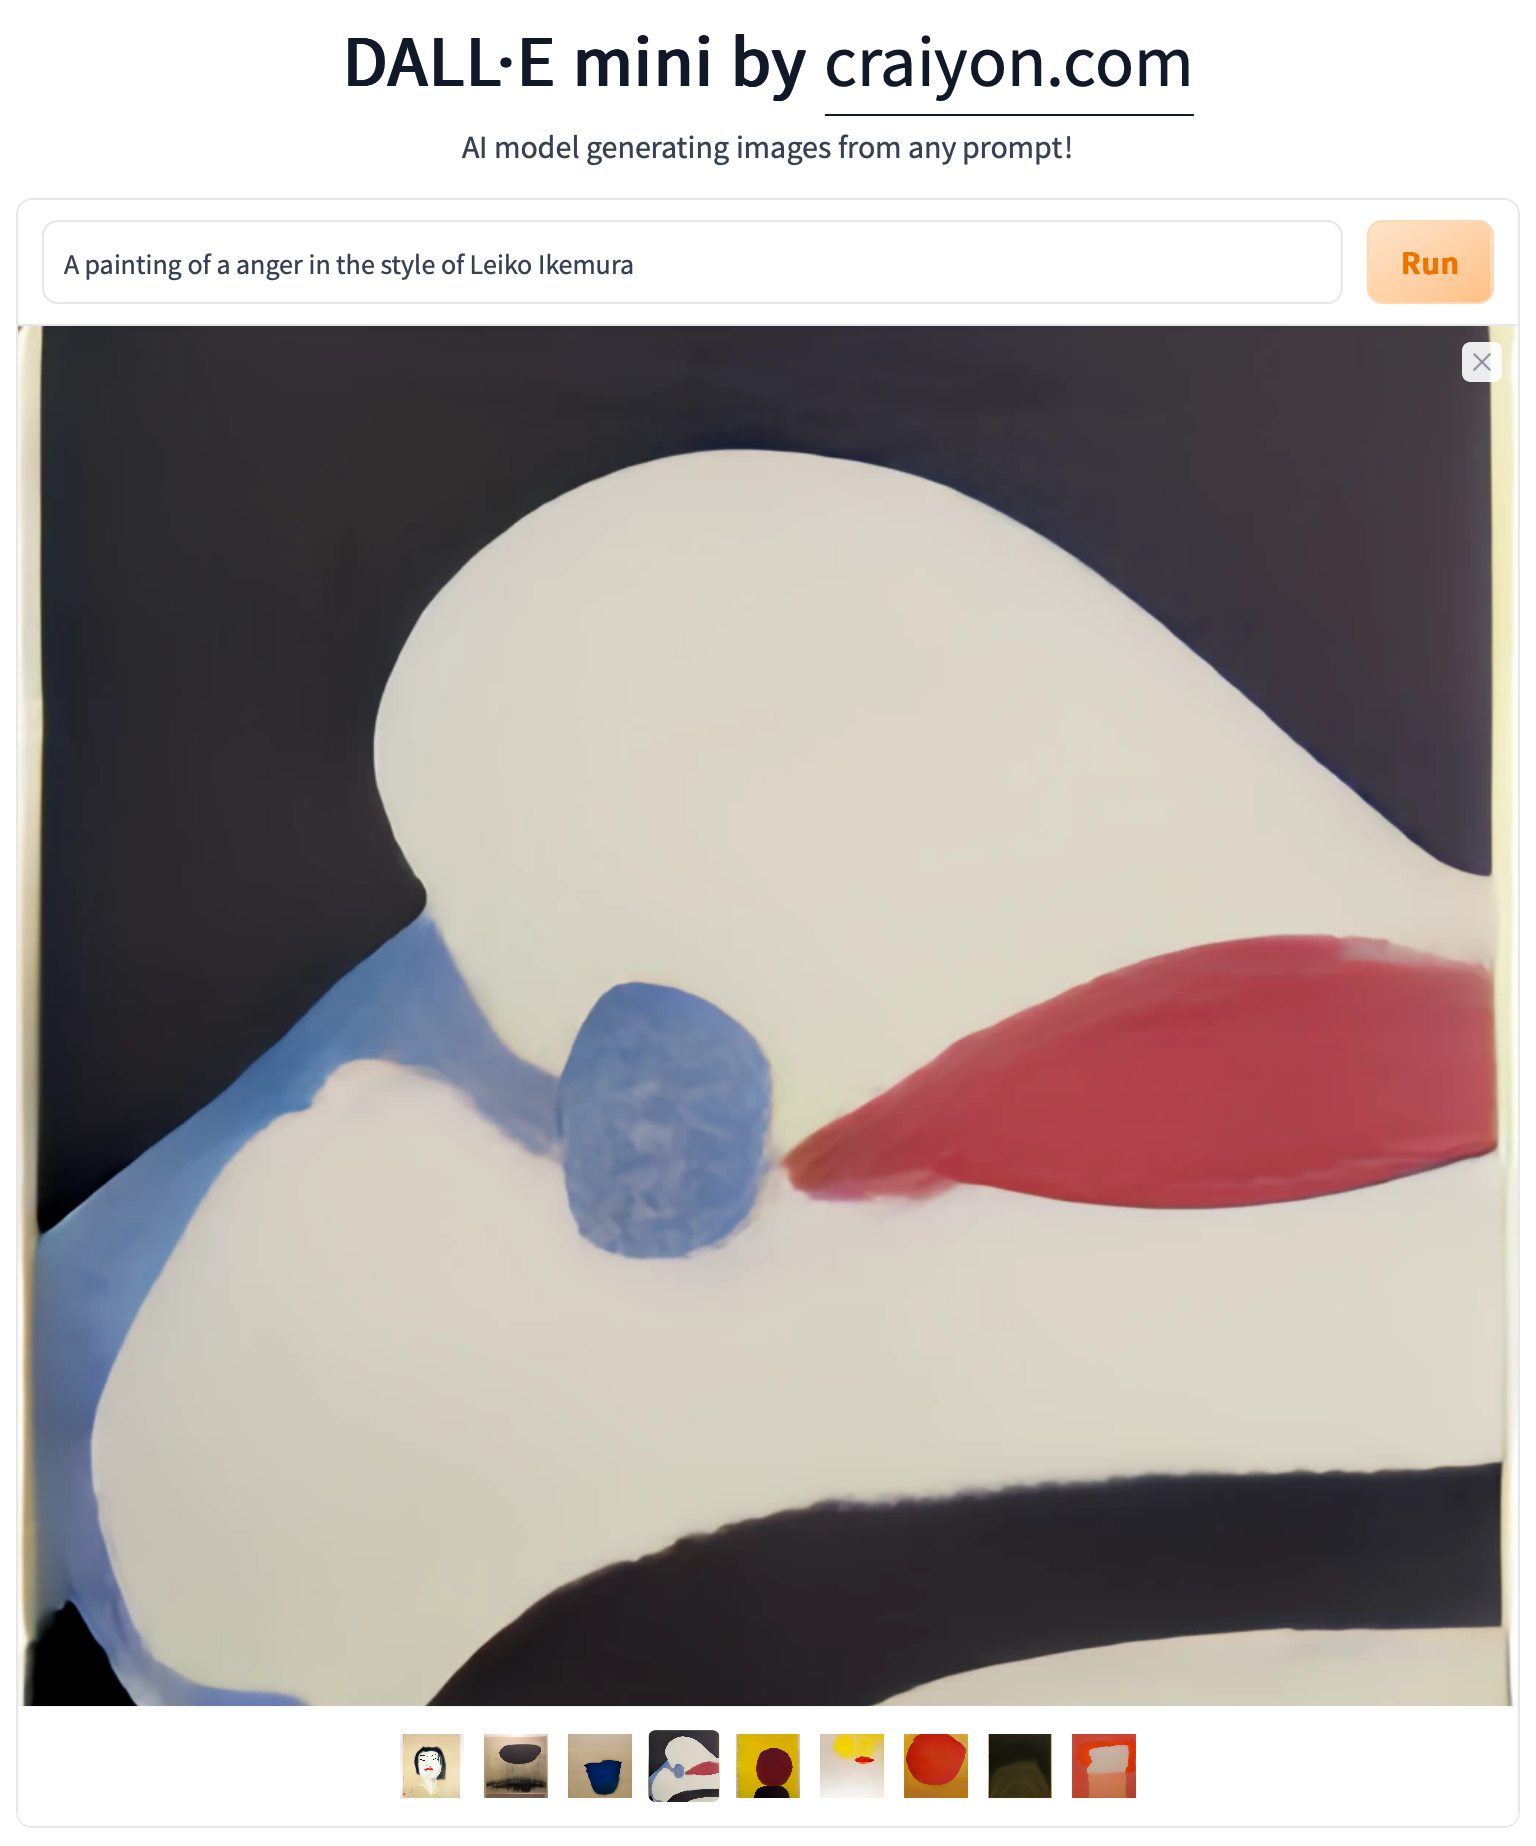 DALL·E mini by craiyon.com
AI model generating images from any prompt!
A painting of a anger in the style of Leiko Ikemura
Run